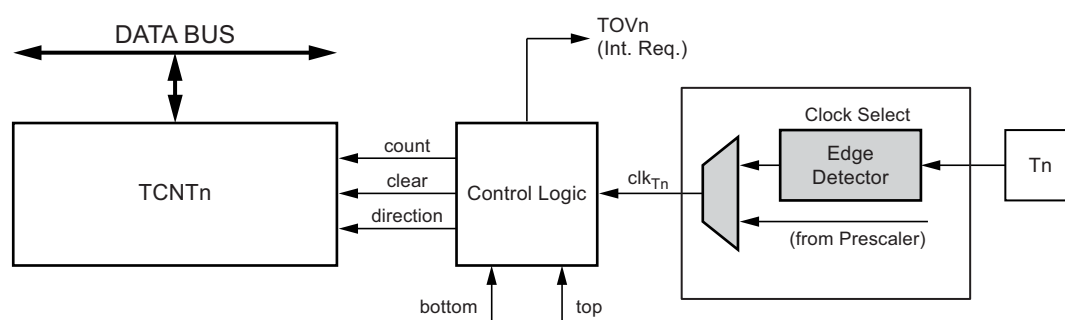 DATA BUS
TOVn
(Int. Req.)
TCNTn
count
clear
direction
Control Logic
clkTn
Clock Select
Edge
Detector
Tn
(from Prescaler)
bottom
top